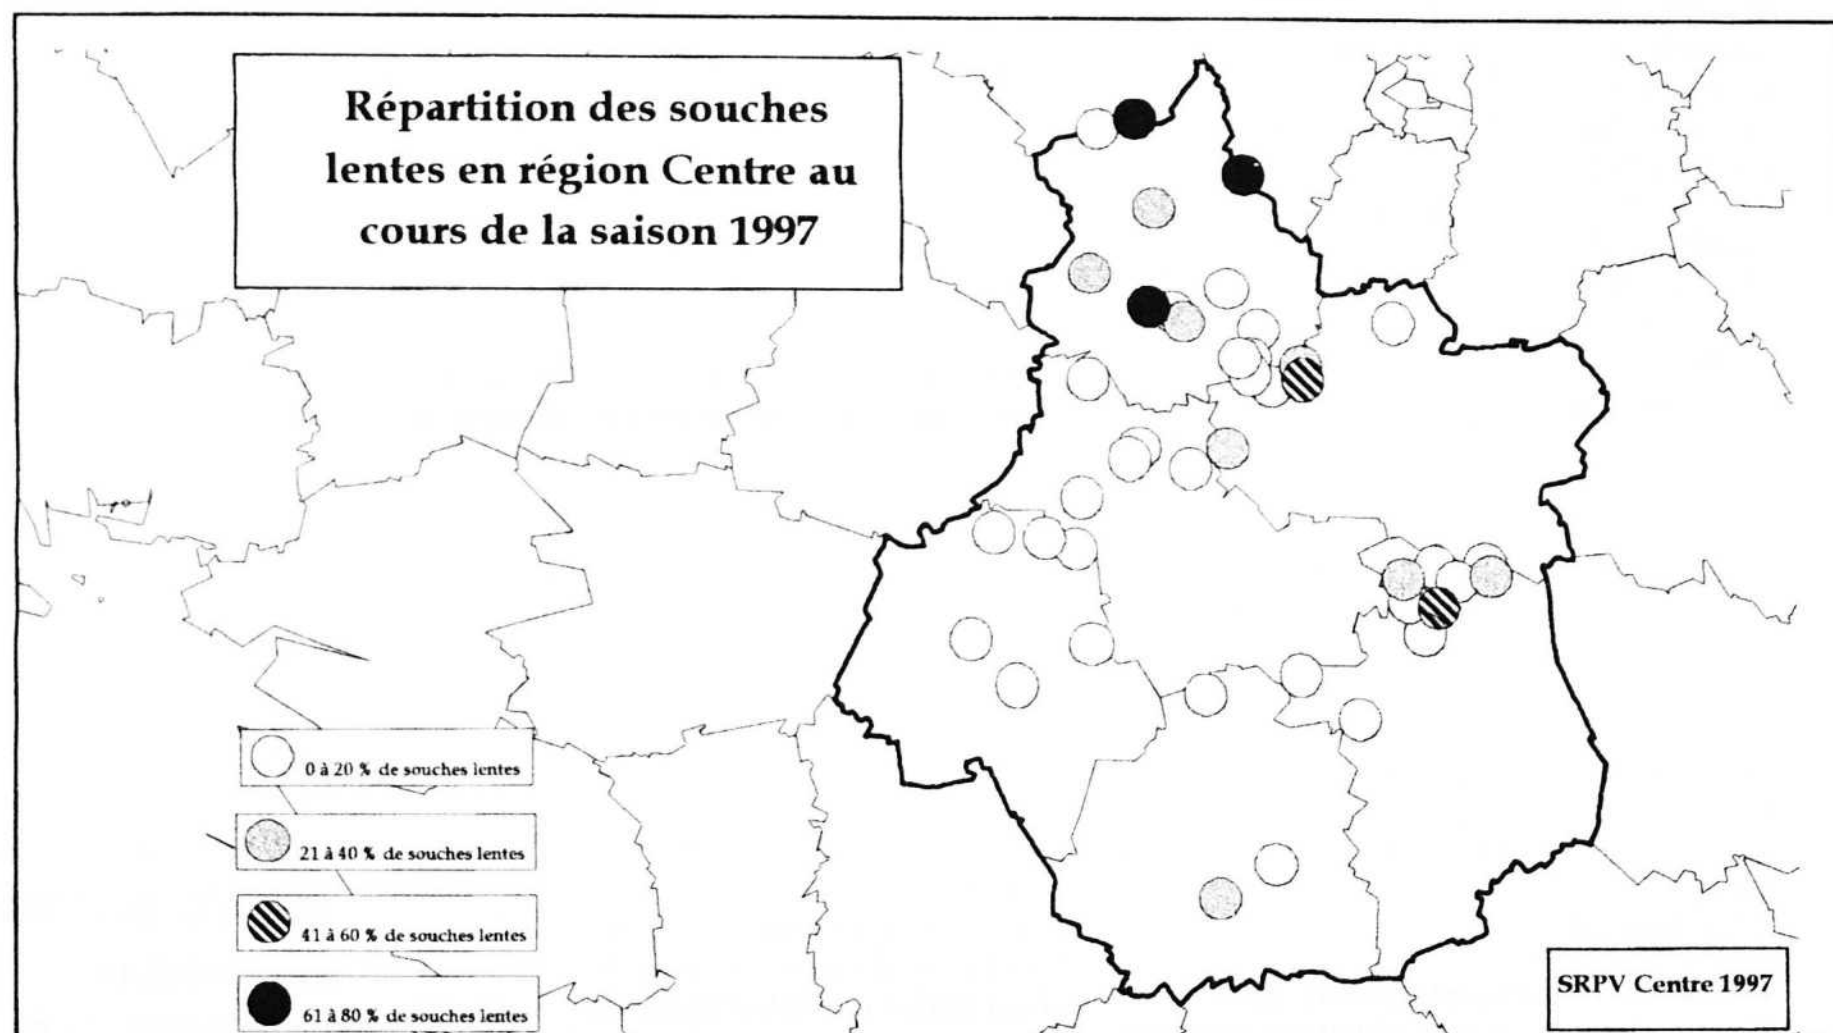 Répartition des souches
lentes en région Centre au
cours de la saison 1997
0 à 20 % de souches lentes
21 à 40 % de souches lentes
41 à 60 % de souches lentes
61 à 80 % de souches lentes
SRPV Centre 1997